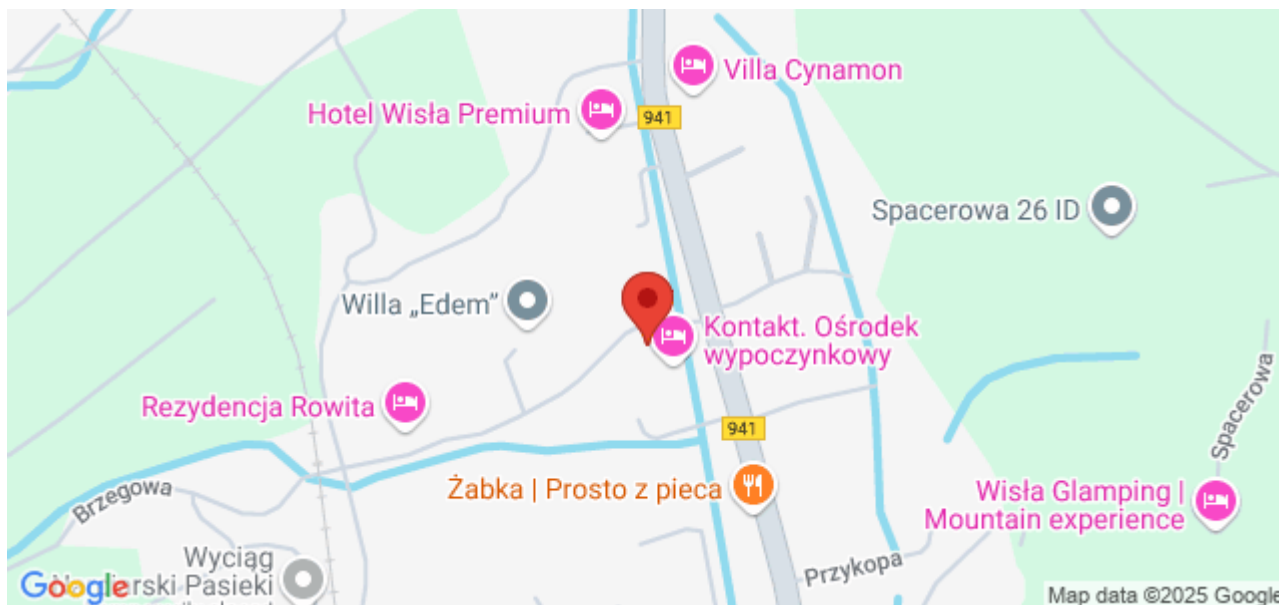 Villa Cynamon
Hotel Wisła Premium
941
Spacerowa 26 ID
Willa „Edem”
Kontakt. Ośrodek
wypoczynkowy
Rezydencja Rowita
Spacerowa
941
Żabka | Prosto z pieca
Brzegowa
Wisła Glamping |
Mountain experience
Wyciąg
Pasieki
Przykopa
Google
Map data ©2025 Google